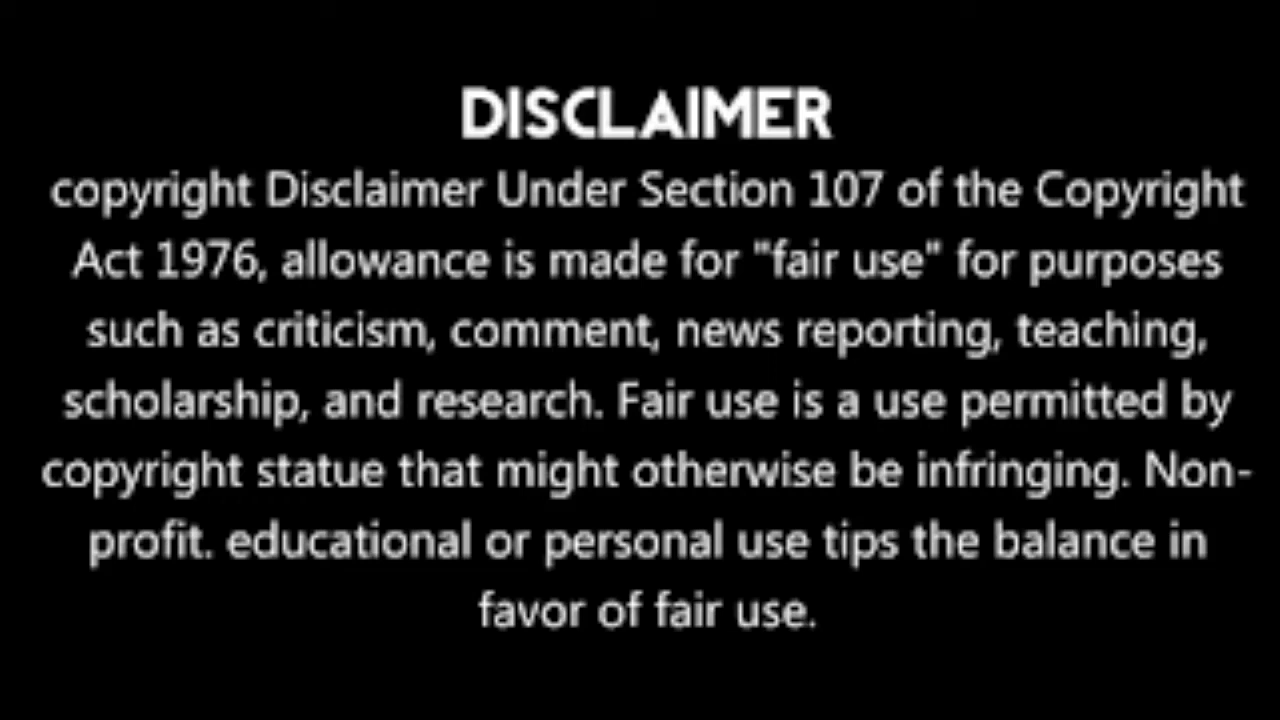 DISCLAIMER
copyright Disclaimer Under Section 107 of the Copyright
Act 1976, allowance is made for "fair use" for purposes
such as criticism, comment, news reporting, teaching,
scholarship, and research. Fair use is a use permitted by
copyright statue that might otherwise be infringing. Non-
profit. educational or personal use tips the balance in
favor of fair use.